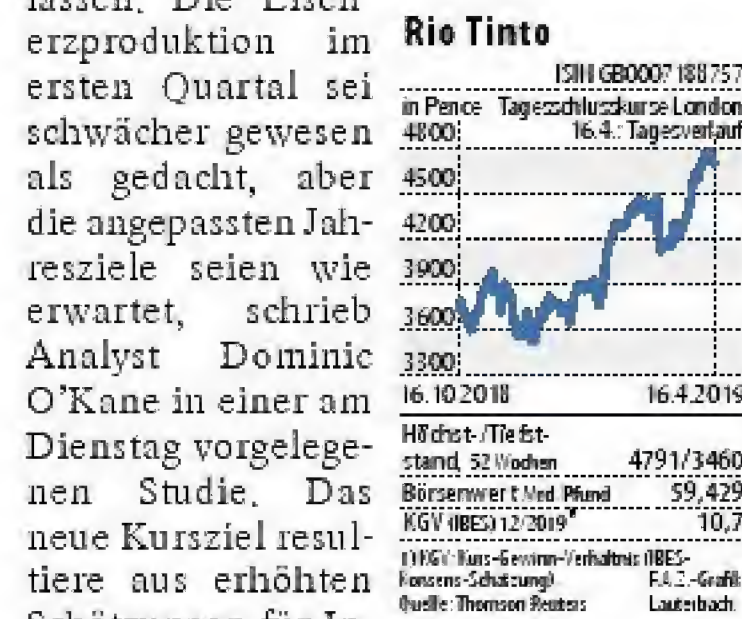 lassen. Die Eisen-
erzproduktion im
ersten Quartal sei
schwächer gewesen
als gedacht, aber
die angepassten Jah-
resziele seien wie
erwartet, schrieb
Analyst Dominic
O'Kane in einer am
Dienstag vorgelege-
nen Studie. Das
neue Kursziel resul-
tiere aus erhöhten
Schätzungen für In-
Rio Tinto
ISIN GB0007188757
in Pence Tagesschlusskurse London
4800 16.4.: Tagesverlauf
4500
4200
3900
3600
3300
16.10.2018 16.4.2019
Höchst-/Tiefst-
stand, 52 Wochen 4791/3460
Börsenwert Mrd. Pfund 59,429
KGV (IBES) 12/2019 10,7
1) KGV: Kurs-Gewinn-Verhältnis (IBES-
Konsens-Schätzung) F.A.Z.-Grafik
Quelle: Thomson Reuters Lauterbach